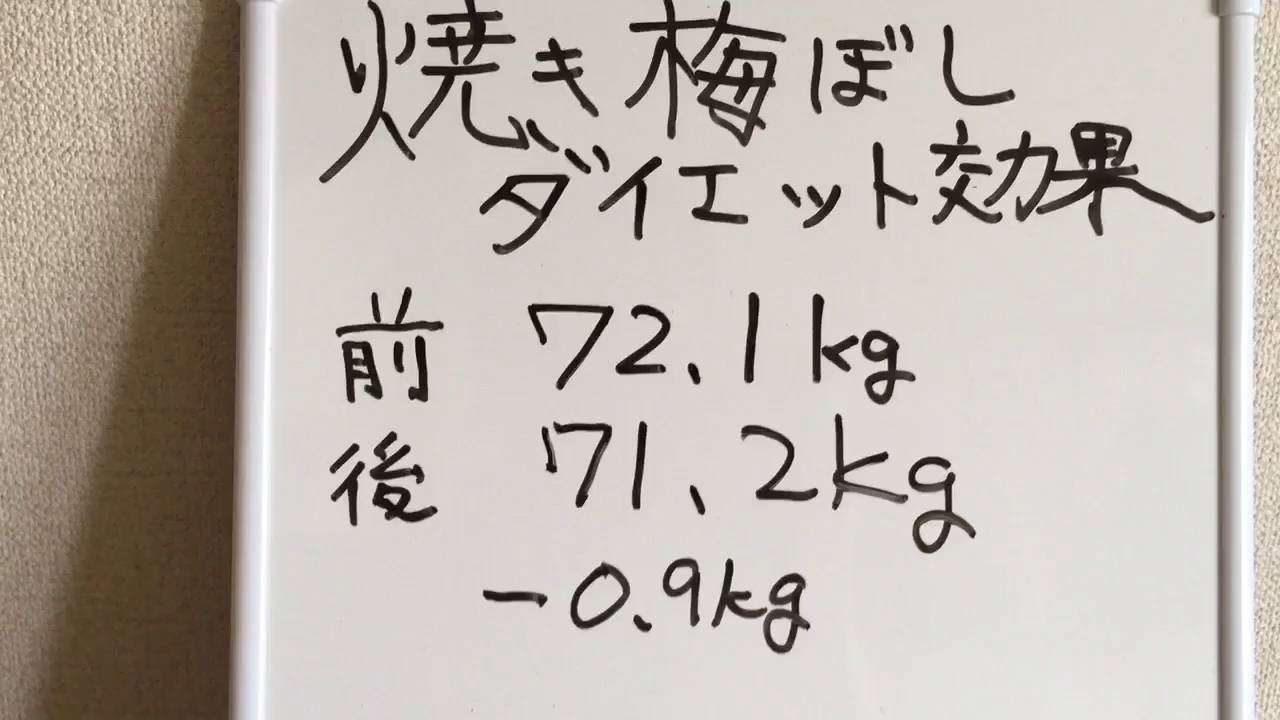 焼き梅ぼし
ダイエット効果
前 72.1kg
後 71.2kg
-0.9kg